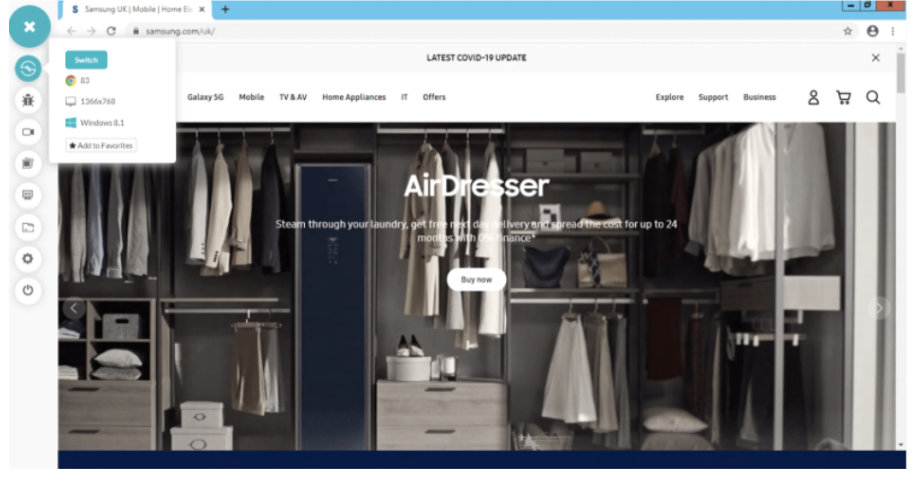 S Samsung UK | Mobile | Home Ele
samsung.com/uk/
Switch
83
1366x768
Windows 8.1
★ Add to Favorites
LATEST COVID-19 UPDATE
Galaxy 5G Mobile TV & AV Home Appliances IT Offers Explore Support Business
AirDresser
Steam through your laundry, get free next day delivery and spread the cost for up to 24
months with 0% finance*
Buy now